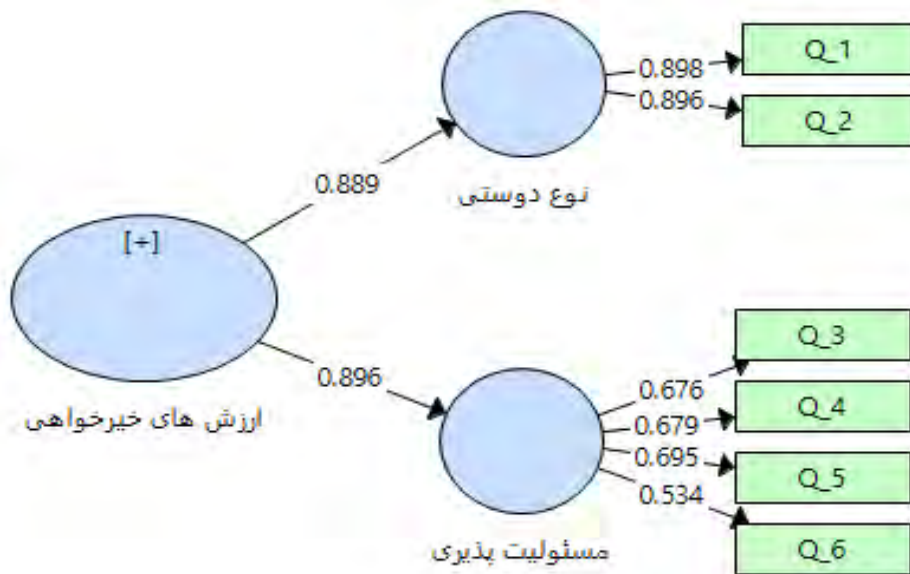 Q_1
0.898
0.896
Q_2
0.889
نوع دوستی
[+]
Q_3
0.896
0.676
ارزش های خیرخواهی
0.679
Q_4
0.695
Q_5
0.534
مسئولیت پذیری
Q_6